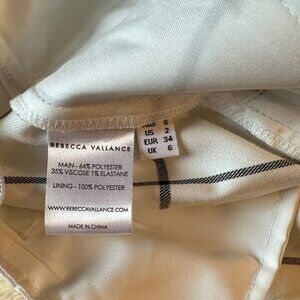 REBECCA VALLANCE
MAIN - 64% POLYESTER
35% VISCOSE 1% ELASTANE
LINING - 100% POLYESTER
WWW.REBECCAVALLANCE.COM
MADE IN CHINA
AUS 6
US 2
EUR 34
UK 6